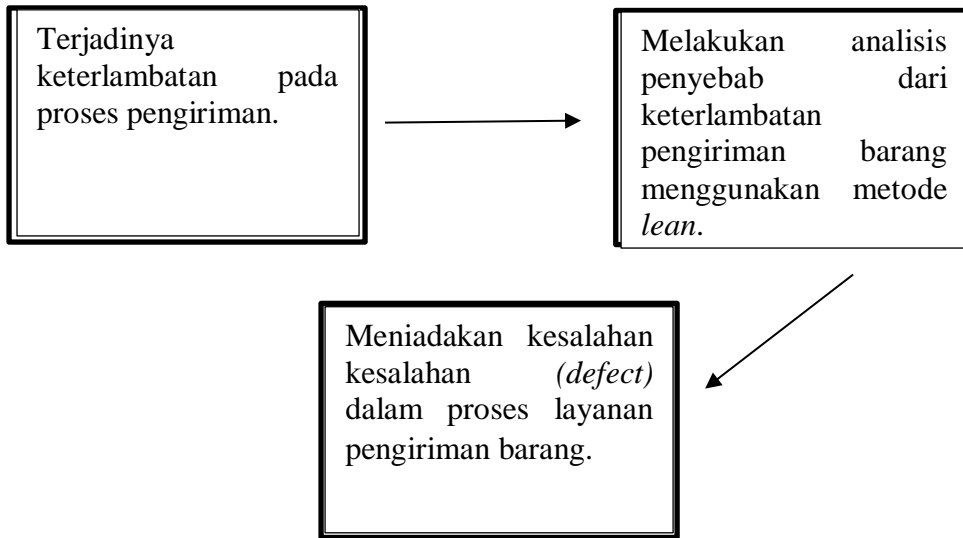 Terjadinya
keterlambatan pada
proses pengiriman.
Melakukan analisis
penyebab dari
keterlambatan
pengiriman barang
menggunakan metode
lean.
Meniadakan kesalahan
kesalahan (defect)
dalam proses layanan
pengiriman barang.